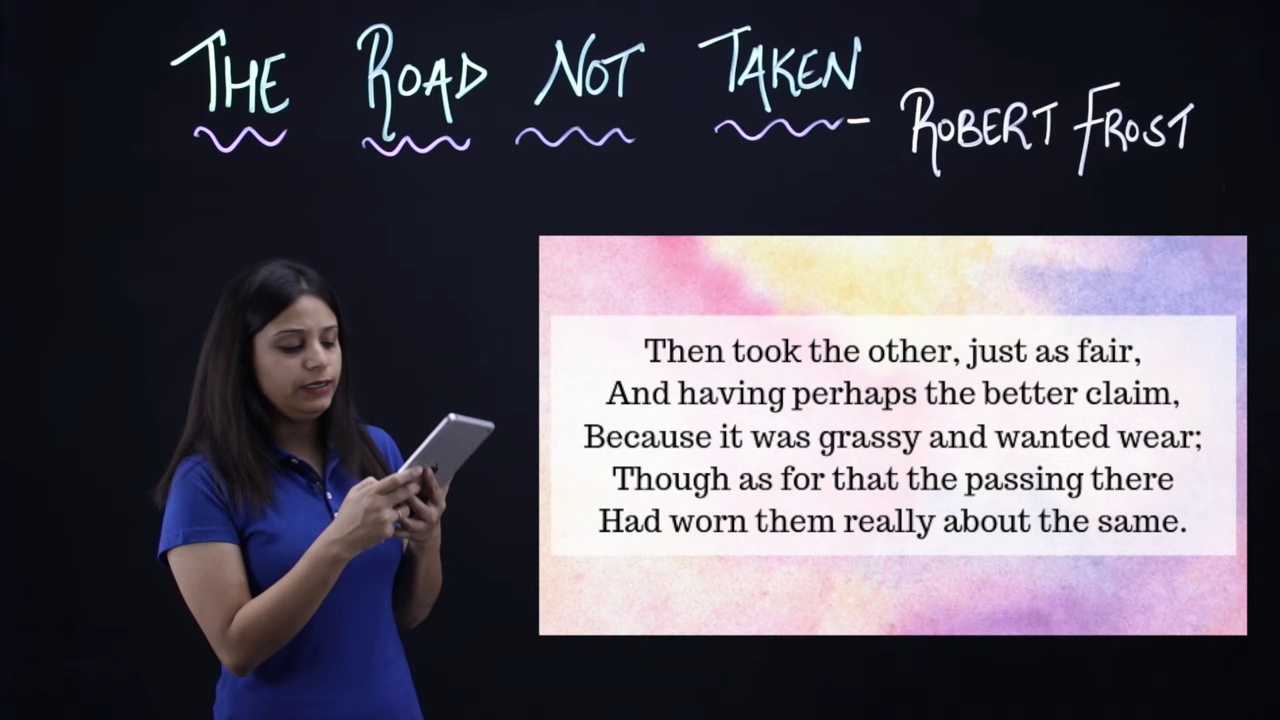 THE ROAD NOT TAKEN - ROBERT FROST
Then took the other, just as fair,
And having perhaps the better claim,
Because it was grassy and wanted wear;
Though as for that the passing there
Had worn them really about the same.